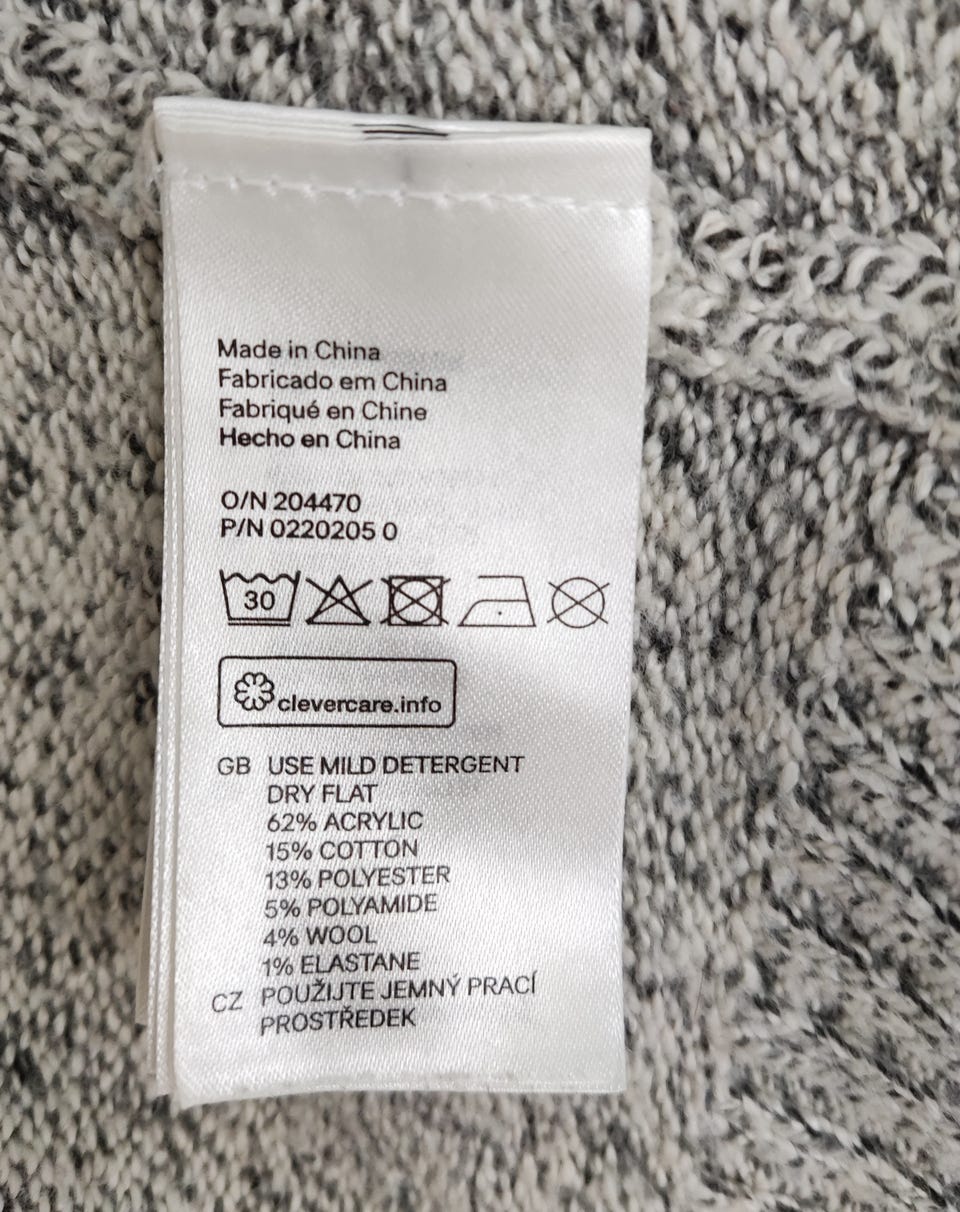 Made in China
Fabricado em China
Fabriqué en Chine
Hecho en China
O/N 204470
P/N 0220205 0
30
clevercare.info
GB USE MILD DETERGENT
DRY FLAT
62% ACRYLIC
15% COTTON
13% POLYESTER
5% POLYAMIDE
4% WOOL
1% ELASTANE
CZ POUŽIJTE JEMNÝ PRACÍ
PROSTŘEDEK